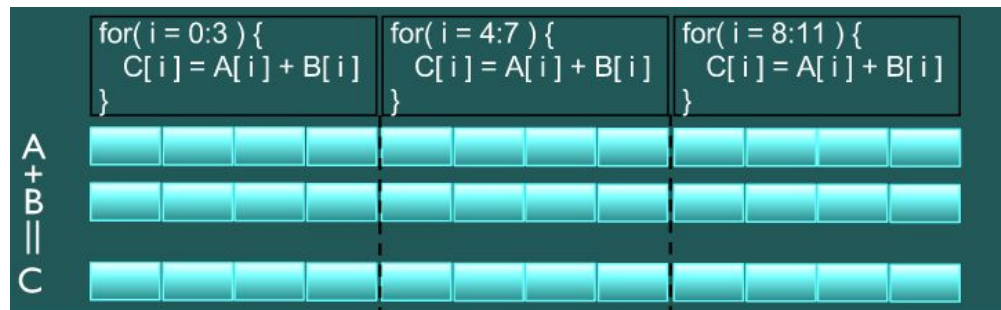 for( i = 0:3 ) {
C[ i ] = A[ i ] + B[ i ]
}
for( i = 4:7 ) {
C[ i ] = A[ i ] + B[ i ]
}
for( i = 8:11 ) {
C[ i ] = A[ i ] + B[ i ]
}
A
+
B
||
C